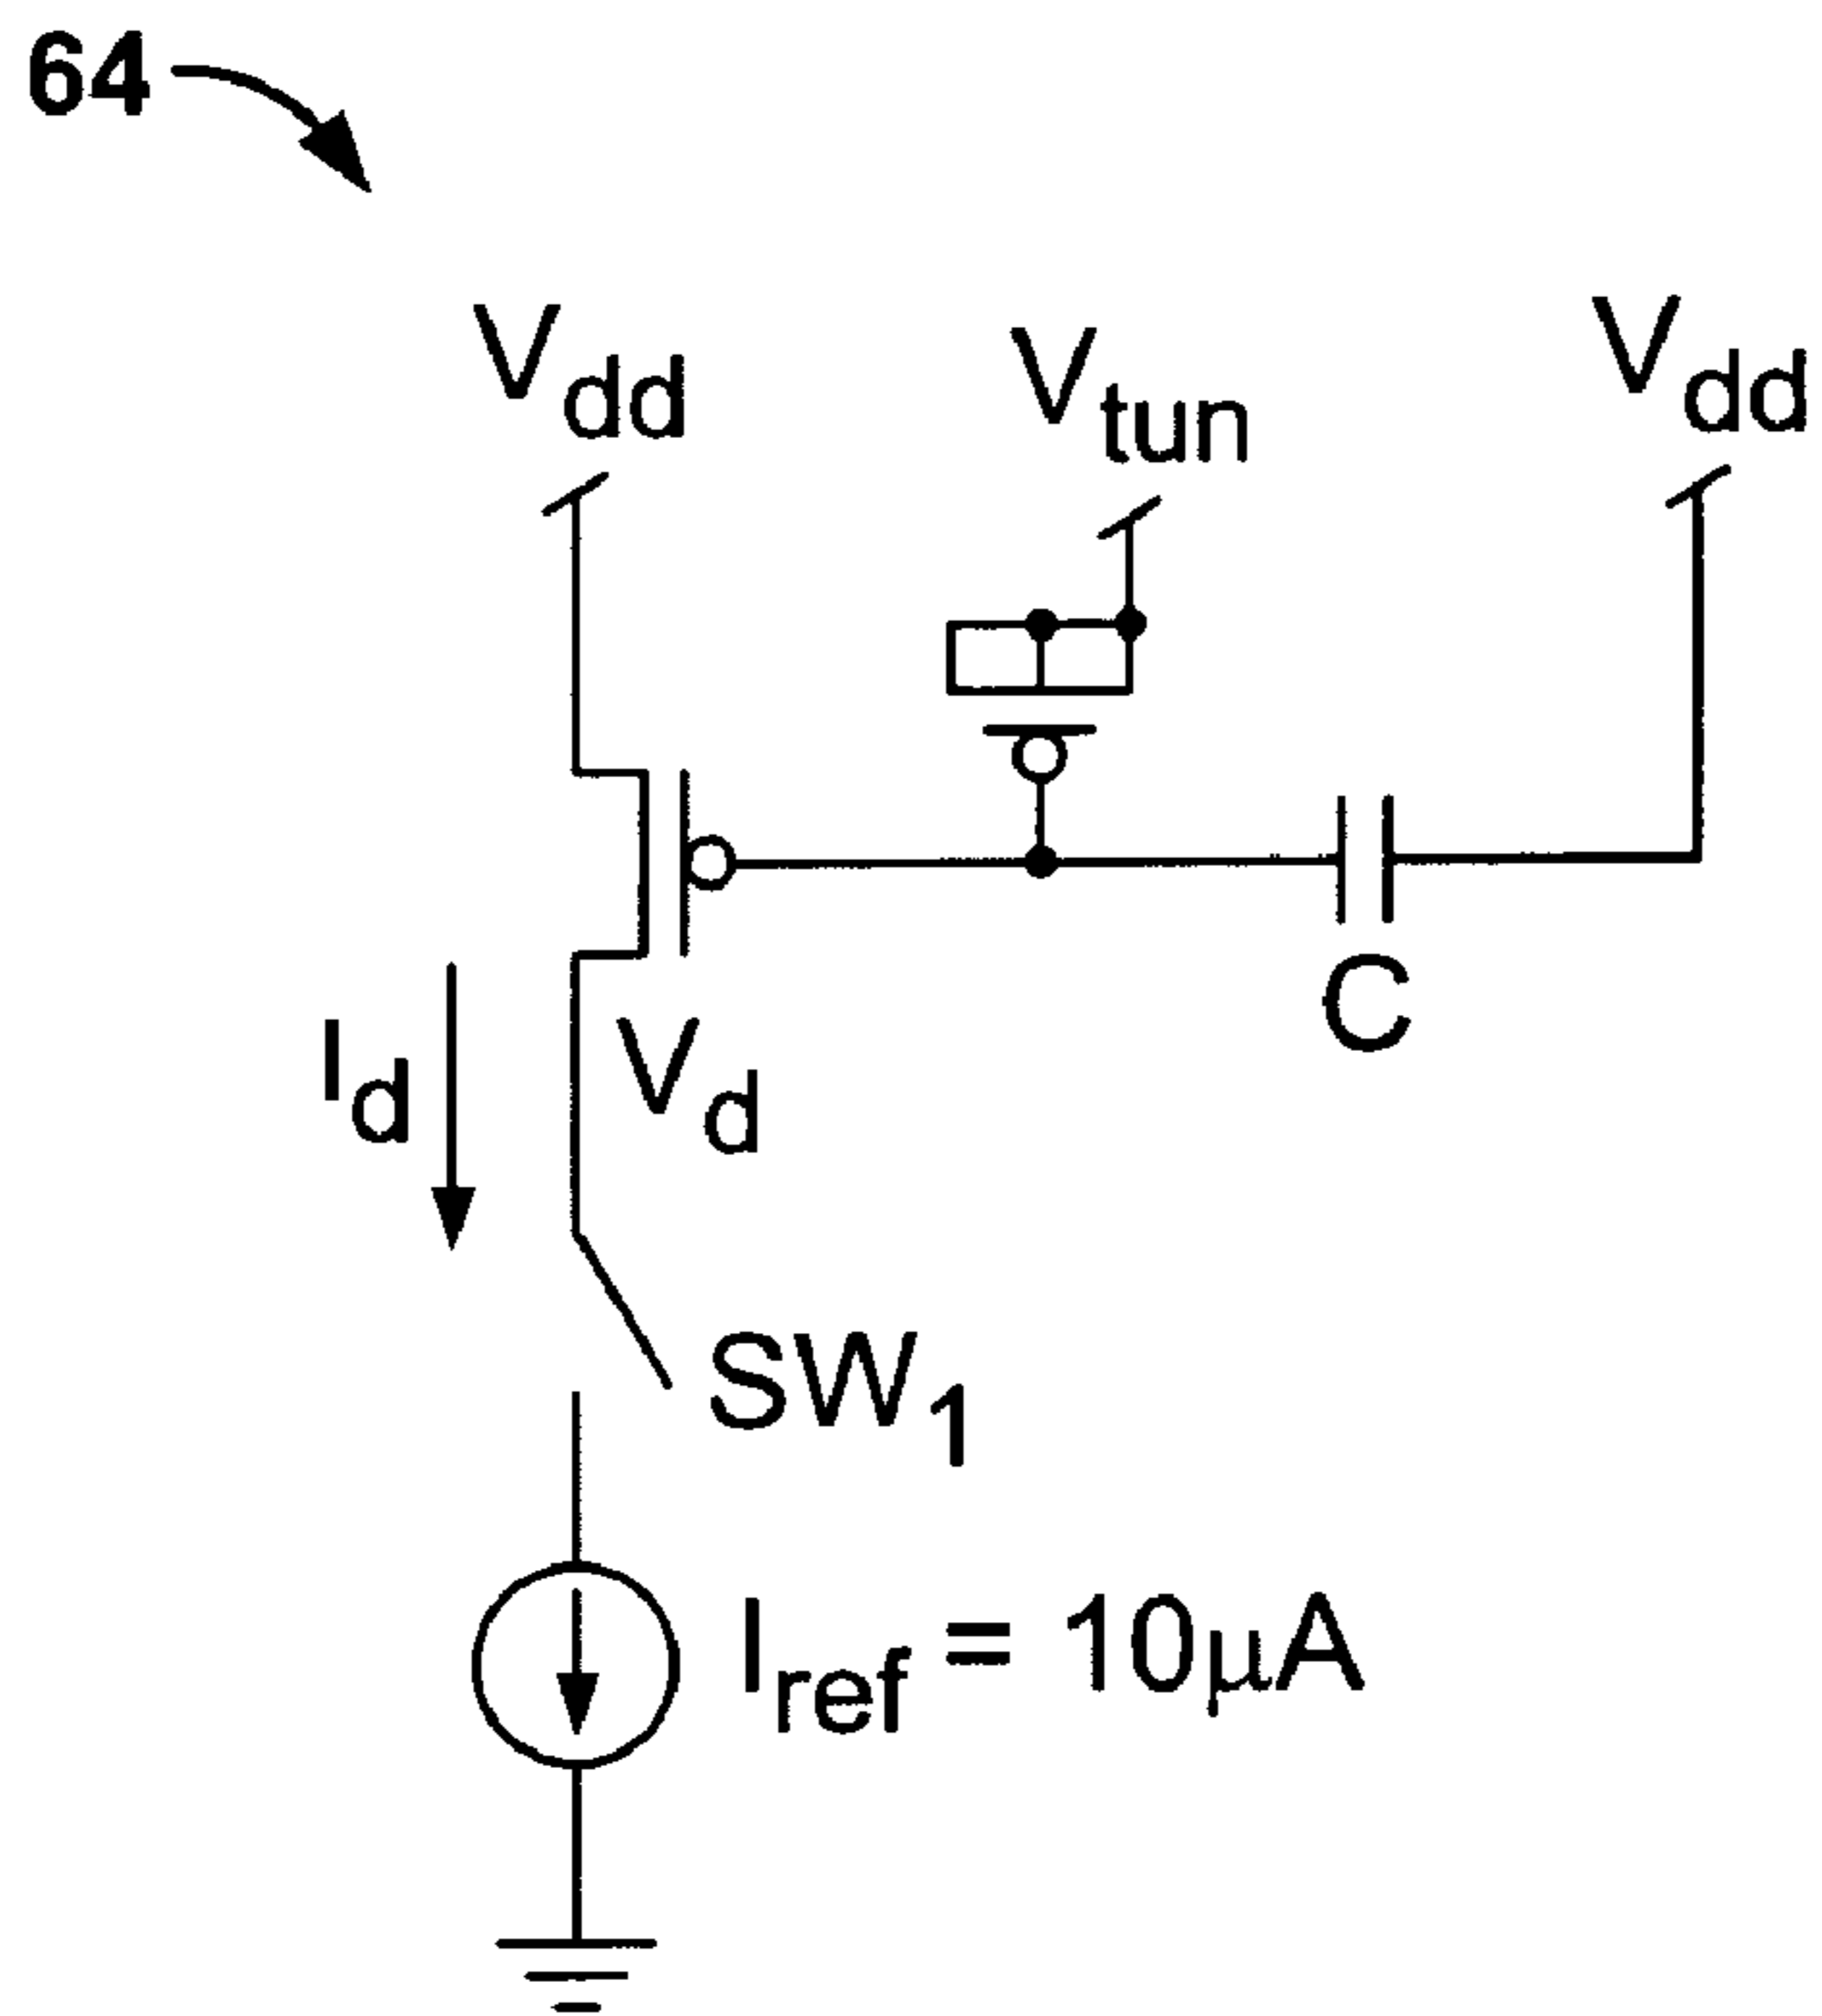 64
Vdd
Vtun
Vdd
C
Id
Vd
SW1
Iref = 10µA